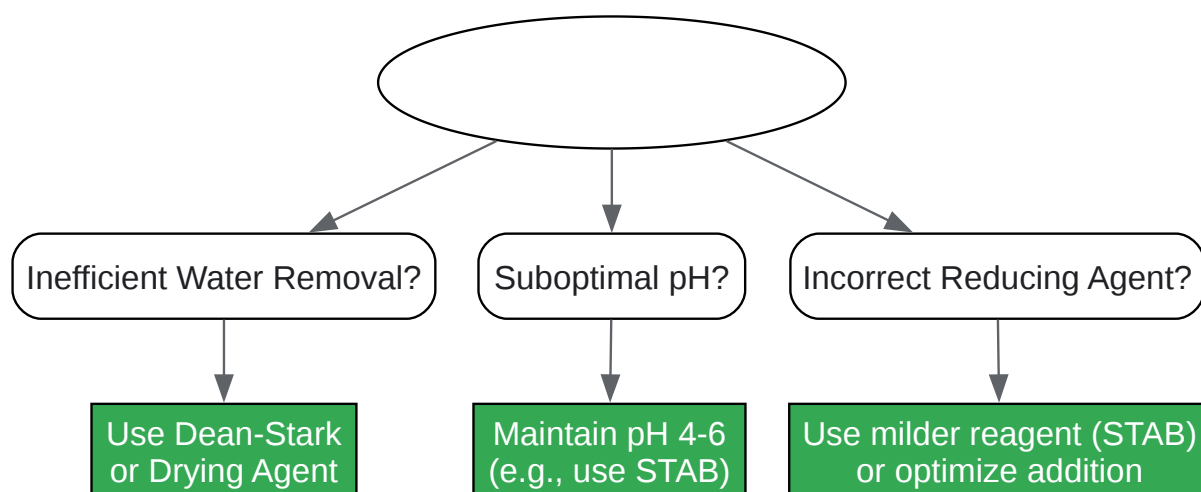 Inefficient Water Removal?
Suboptimal pH?
Incorrect Reducing Agent?
Use Dean-Stark
or Drying Agent
Maintain pH 4-6
(e.g., use STAB)
Use milder reagent (STAB)
or optimize addition